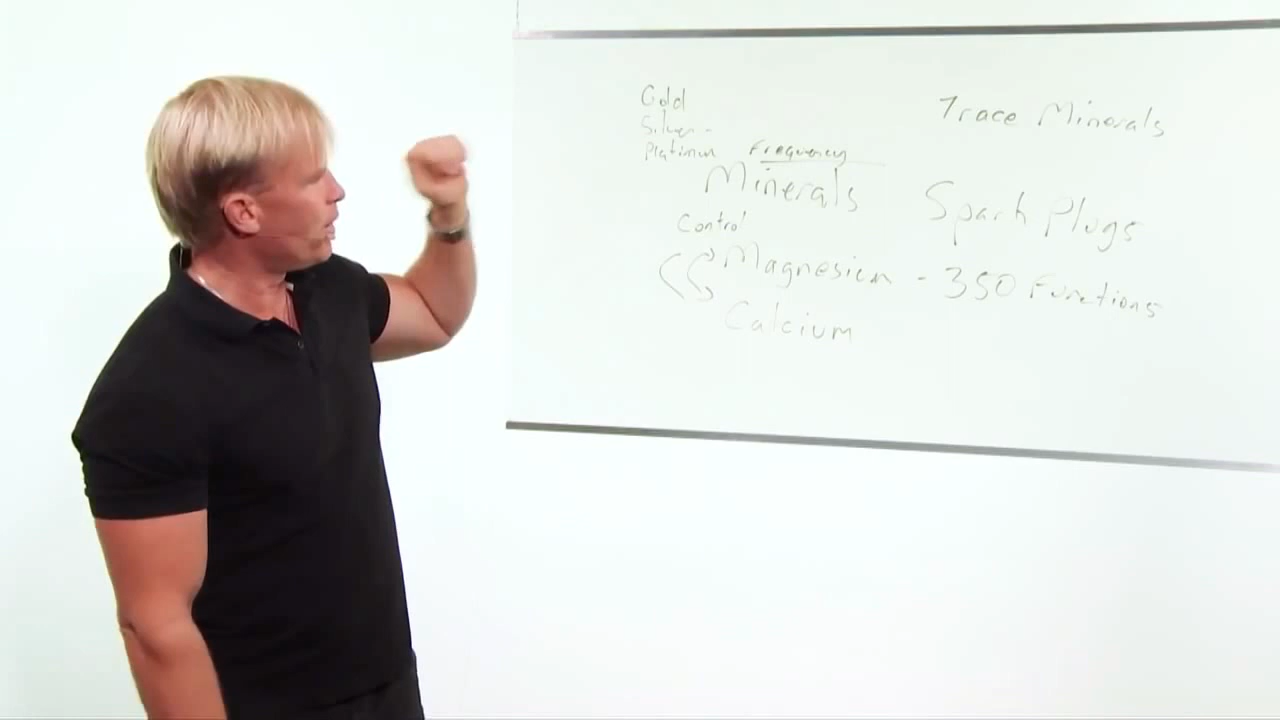 Gold
Silver -
Platinum
Frequency
Minerals
Control
Magnesium - 350 Functions
Calcium
Trace Minerals
Spark Plugs